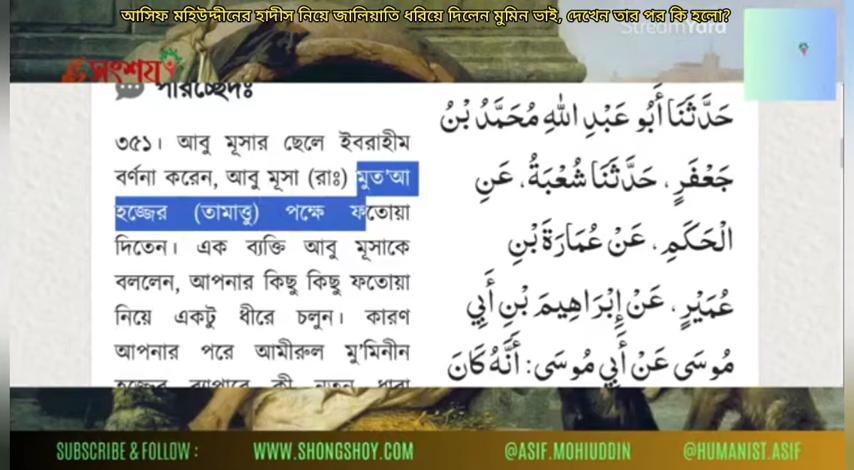 আসিফ মহিউদ্দীনের হাদীস নিয়ে জালিয়াতি ধরিয়ে দিলেন মুমিন ভাই, দেখেন তার পর কি হলো?
StreamYard
সংশয়
পরিচ্ছেদঃ
৩৫১। আবু মূসার ছেলে ইবরাহীম
বর্ণনা করেন, আবু মূসা (রাঃ) মুত'আ
হজ্জের (তামাত্তু) পক্ষে ফতোয়া
দিতেন। এক ব্যক্তি আবু মূসাকে
বললেন, আপনার কিছু কিছু ফতোয়া
নিয়ে একটু ধীরে চলুন। কারণ
আপনার পরে আমীরুল মু'মিনীন
হজ্জের ব্যাপারে কী নতুন ধারা
حَدَّثَنَا أَبُو عَبْدِ اللهِ مُحَمَّدُ بْنُ
جَعْفَرٍ، حَدَّثَنَا شُعْبَةُ، عَنِ
الْحَكَمِ، عَنْ عُمَارَةَ بْنِ
عُمَيْرٍ، عَنْ إِبْرَاهِيمَ بْنِ أَبِي
مُوسَى عَنْ أَبِي مُوسَى: أَنَّهُ كَانَ
SUBSCRIBE & FOLLOW : WWW.SHONGSHOY.COM @ASIF.MOHIUDDIN @HUMANIST.ASIF